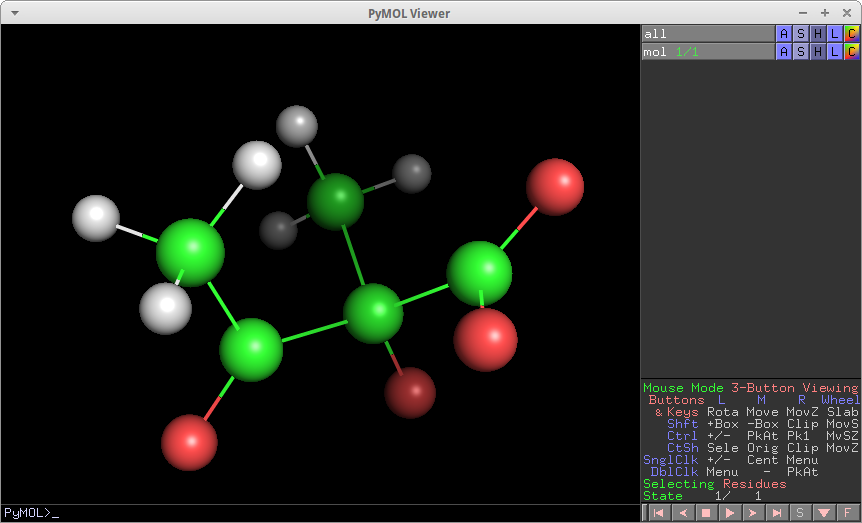 PyMOL Viewer
all A S H L C
mol 1/1 A S H L C
Mouse Mode 3-Button Viewing
Buttons L M R Wheel
& Keys Rota Move MovZ Slab
Shft +Box -Box Clip MovS
Ctrl +/- PkAt Pk1 MvSZ
CtSh Sele Orig Clip MovZ
SnglClk +/- Cent Menu
DblClk Menu - PkAt
Selecting Residues
State 1/ 1
PyMOL>_
S F